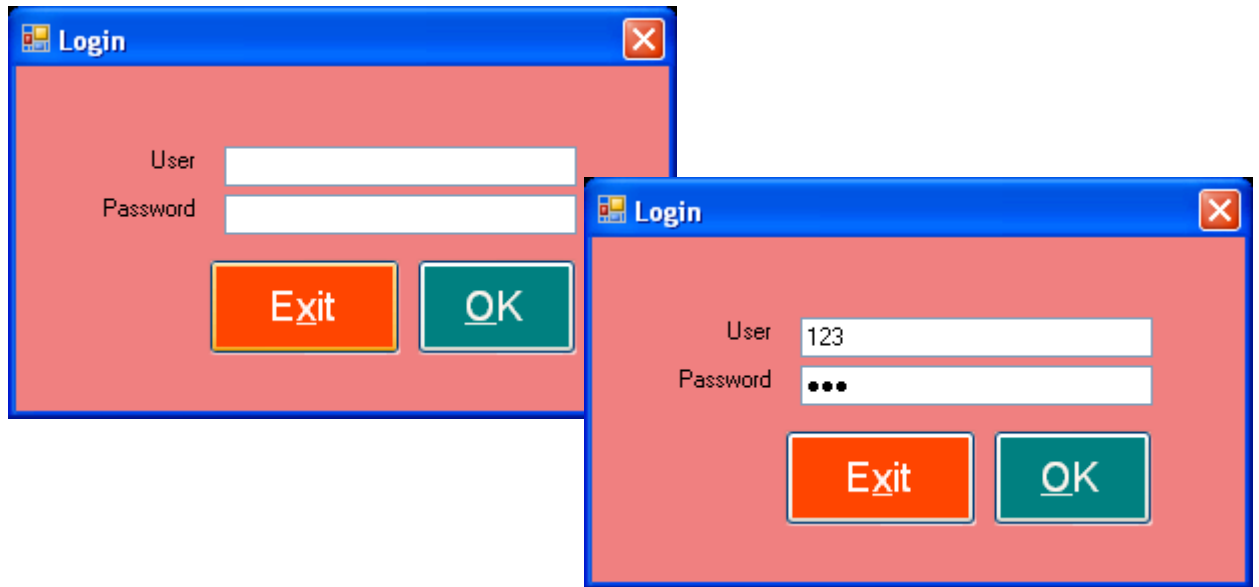 Login
User
Password
Exit OK
Login
User 123
Password •••
Exit OK